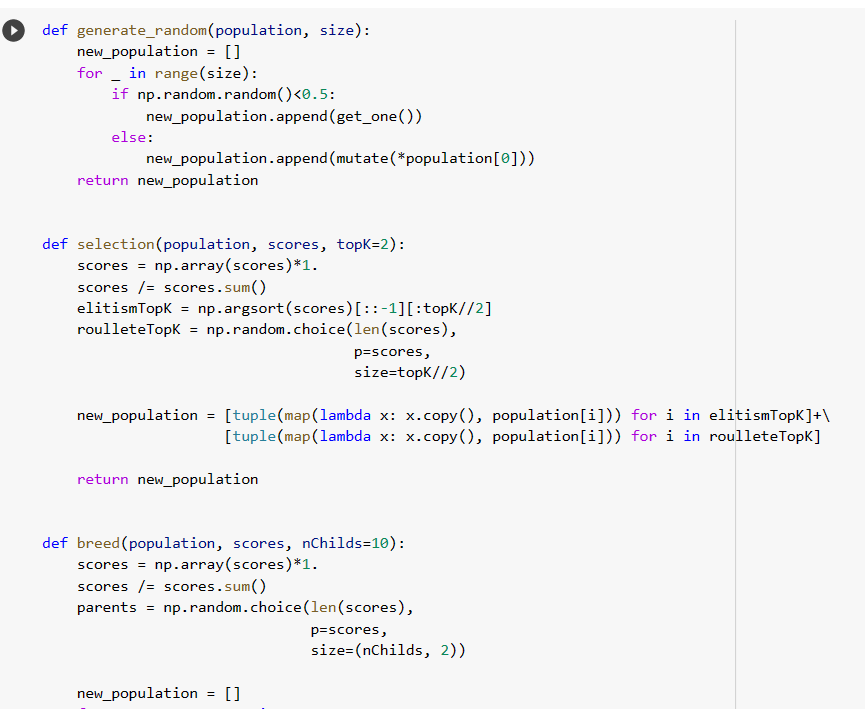 def generate_random(population, size):
    new_population = []
    for _ in range(size):
        if np.random.random()<0.5:
            new_population.append(get_one())
        else:
            new_population.append(mutate(*population[0]))
    return new_population
def selection(population, scores, topK=2):
    scores = np.array(scores)*1.
    scores /= scores.sum()
    elitismTopK = np.argsort(scores)[::-1][:topK//2]
    roulleteTopK = np.random.choice(len(scores),
                                    p=scores,
                                    size=topK//2)
    new_population = [tuple(map(lambda x: x.copy(), population[i])) for i in elitismTopK]+\
                     [tuple(map(lambda x: x.copy(), population[i])) for i in roulleteTopK]
    return new_population
def breed(population, scores, nChilds=10):
    scores = np.array(scores)*1.
    scores /= scores.sum()
    parents = np.random.choice(len(scores),
                               p=scores,
                               size=(nChilds, 2))
    new_population = []